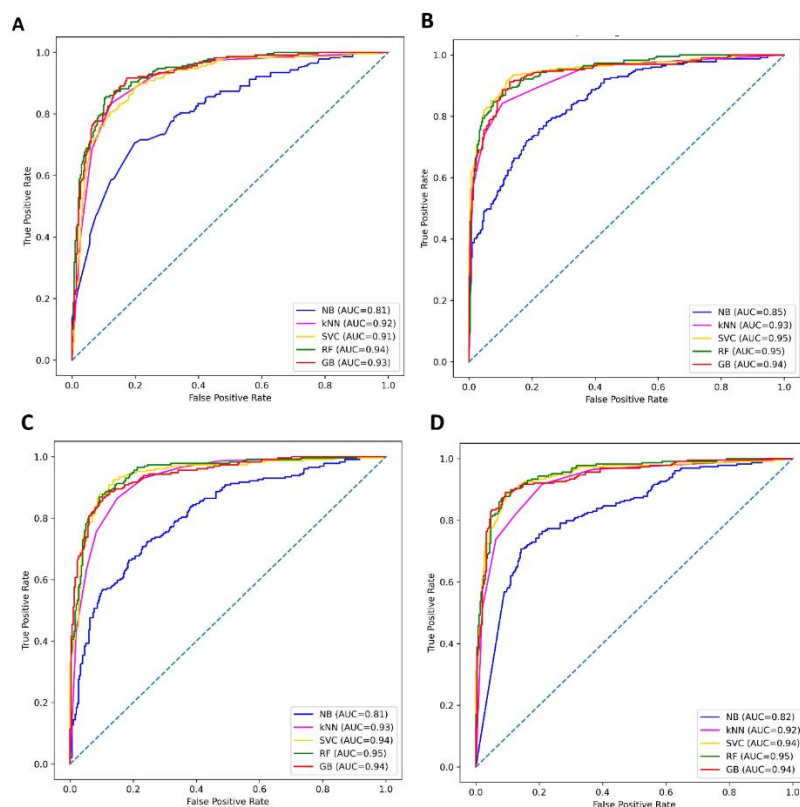 A
1.0
0.8
0.6
0.4
0.2
0.0
True Positive Rate
NB (AUC=0.81)
kNN (AUC=0.92)
SVC (AUC=0.91)
RF (AUC=0.94)
GB (AUC=0.93)
0.0 0.2 0.4 0.6 0.8 1.0
False Positive Rate
B
1.0
0.8
0.6
0.4
0.2
0.0
True Positive Rate
NB (AUC=0.85)
kNN (AUC=0.93)
SVC (AUC=0.95)
RF (AUC=0.95)
GB (AUC=0.94)
0.0 0.2 0.4 0.6 0.8 1.0
False Positive Rate
C
1.0
0.8
0.6
0.4
0.2
0.0
True Positive Rate
NB (AUC=0.81)
kNN (AUC=0.93)
SVC (AUC=0.94)
RF (AUC=0.95)
GB (AUC=0.94)
0.0 0.2 0.4 0.6 0.8 1.0
False Positive Rate
D
1.0
0.8
0.6
0.4
0.2
0.0
True Positive Rate
NB (AUC=0.82)
kNN (AUC=0.92)
SVC (AUC=0.94)
RF (AUC=0.95)
GB (AUC=0.94)
0.0 0.2 0.4 0.6 0.8 1.0
False Positive Rate